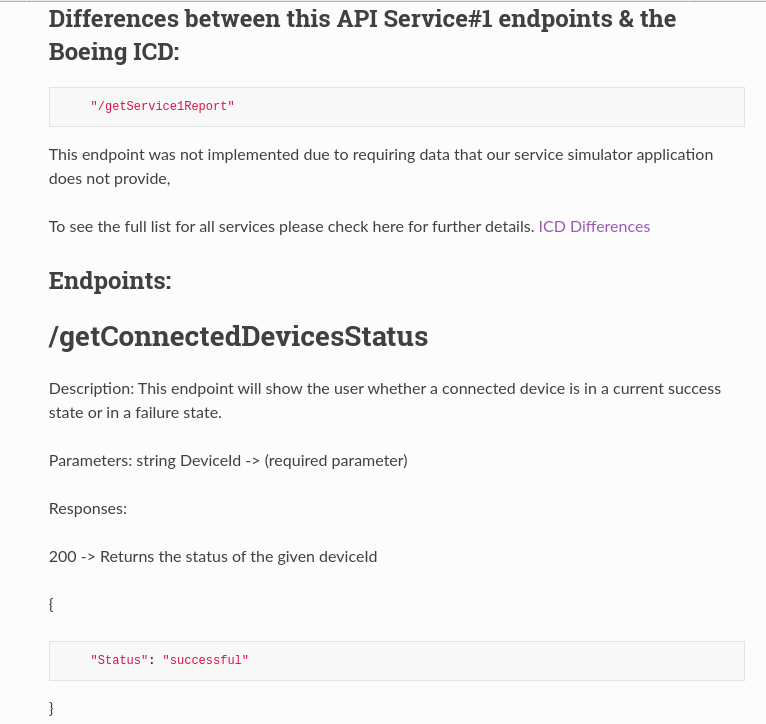 Differences between this API Service#1 endpoints & the
Boeing ICD:
"/getService1Report"
This endpoint was not implemented due to requiring data that our service simulator application
does not provide,
To see the full list for all services please check here for further details. ICD Differences
Endpoints:
/getConnectedDevicesStatus
Description: This endpoint will show the user whether a connected device is in a current success
state or in a failure state.
Parameters: string DeviceId -> (required parameter)
Responses:
200 -> Returns the status of the given deviceId
{
"Status": "successful"
}